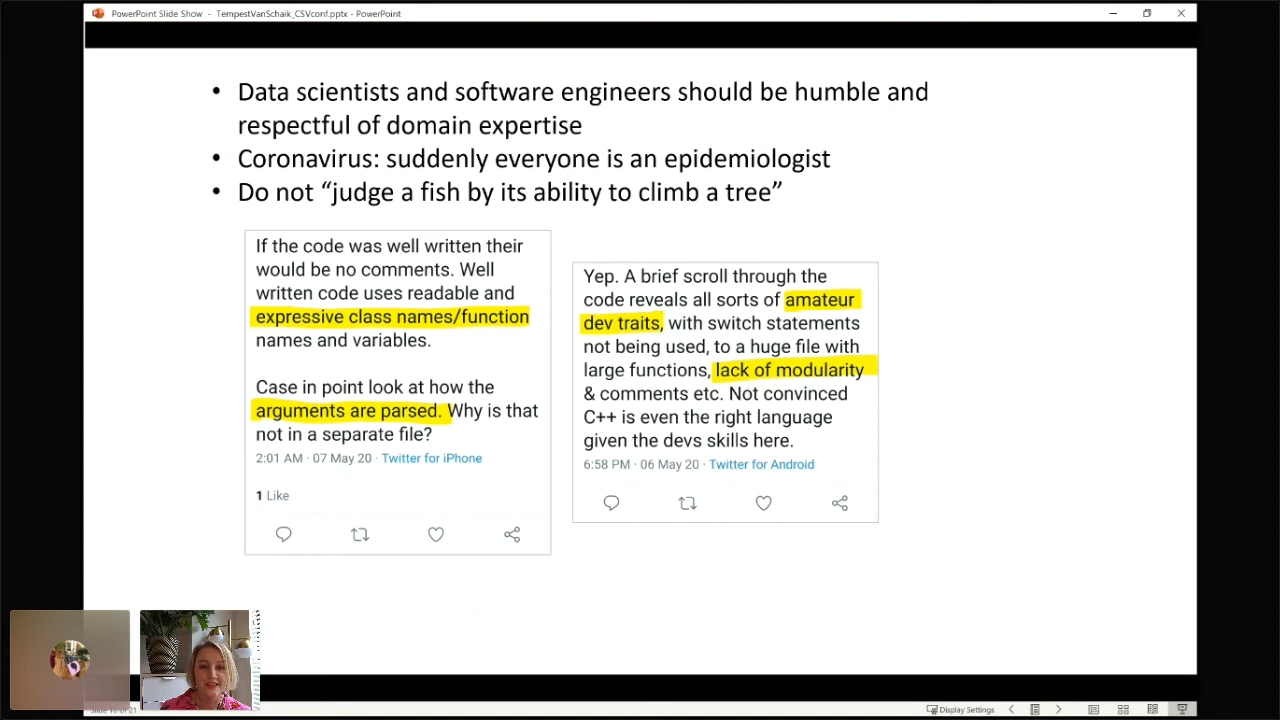 PowerPoint Slide Show - TempestVanSchaik_CSVconf.pptx - PowerPoint
• Data scientists and software engineers should be humble and
respectful of domain expertise
• Coronavirus: suddenly everyone is an epidemiologist
• Do not “judge a fish by its ability to climb a tree”
If the code was well written their
would be no comments. Well
written code uses readable and
expressive class names/function
names and variables.
Case in point look at how the
arguments are parsed. Why is that
not in a separate file?
2:01 AM · 07 May 20 · Twitter for iPhone
1 Like
Yep. A brief scroll through the
code reveals all sorts of amateur
dev traits, with switch statements
not being used, to a huge file with
large functions, lack of modularity
& comments etc. Not convinced
C++ is even the right language
given the devs skills here.
6:58 PM · 06 May 20 · Twitter for Android
Display Settings